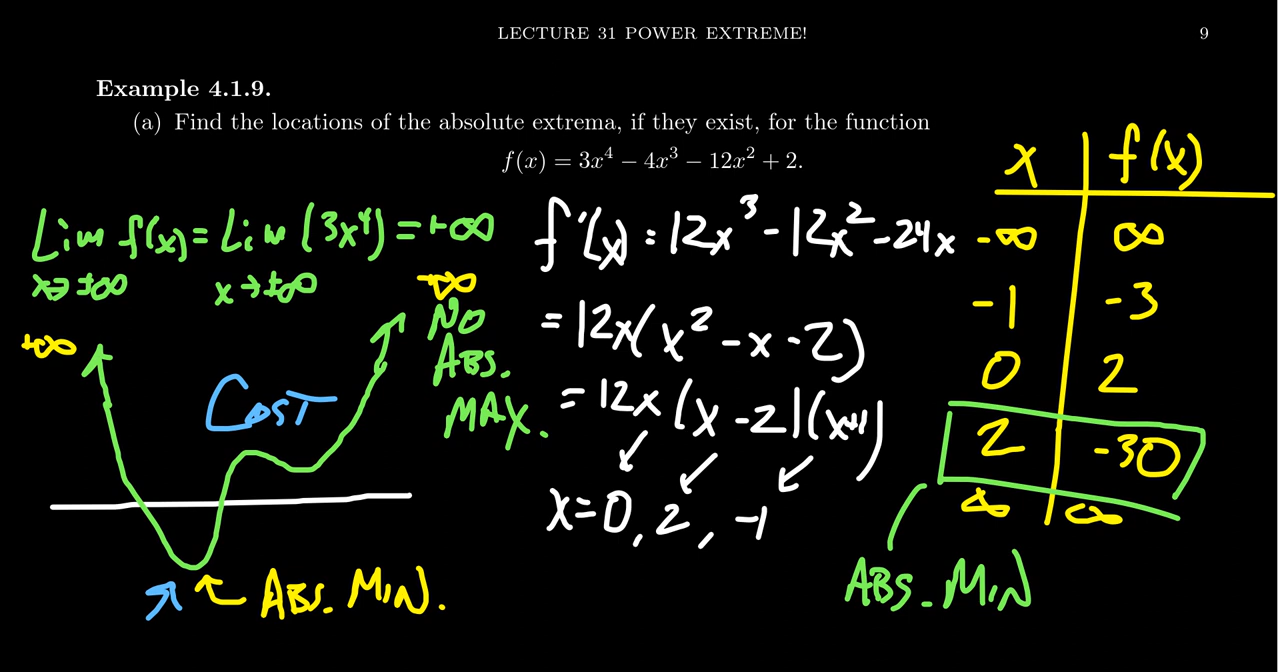 LECTURE 31 POWER EXTREME! 9
Example 4.1.9.
(a) Find the locations of the absolute extrema, if they exist, for the function
f(x) = 3x⁴ − 4x³ − 12x² + 2.
Lim f(x) = Lim (3x⁴) = +∞
x→±∞ x→±∞
+∞
+∞
NO
ABS.
MAX.
COST
ABS. MIN.
f'(x) = 12x³ - 12x² - 24x
= 12x(x² - x - 2)
= 12x(x - 2)(x+1)
x = 0, 2, -1
x f(x)
-∞ ∞
-1 -3
0 2
2 -30
∞ ∞
ABS. MIN